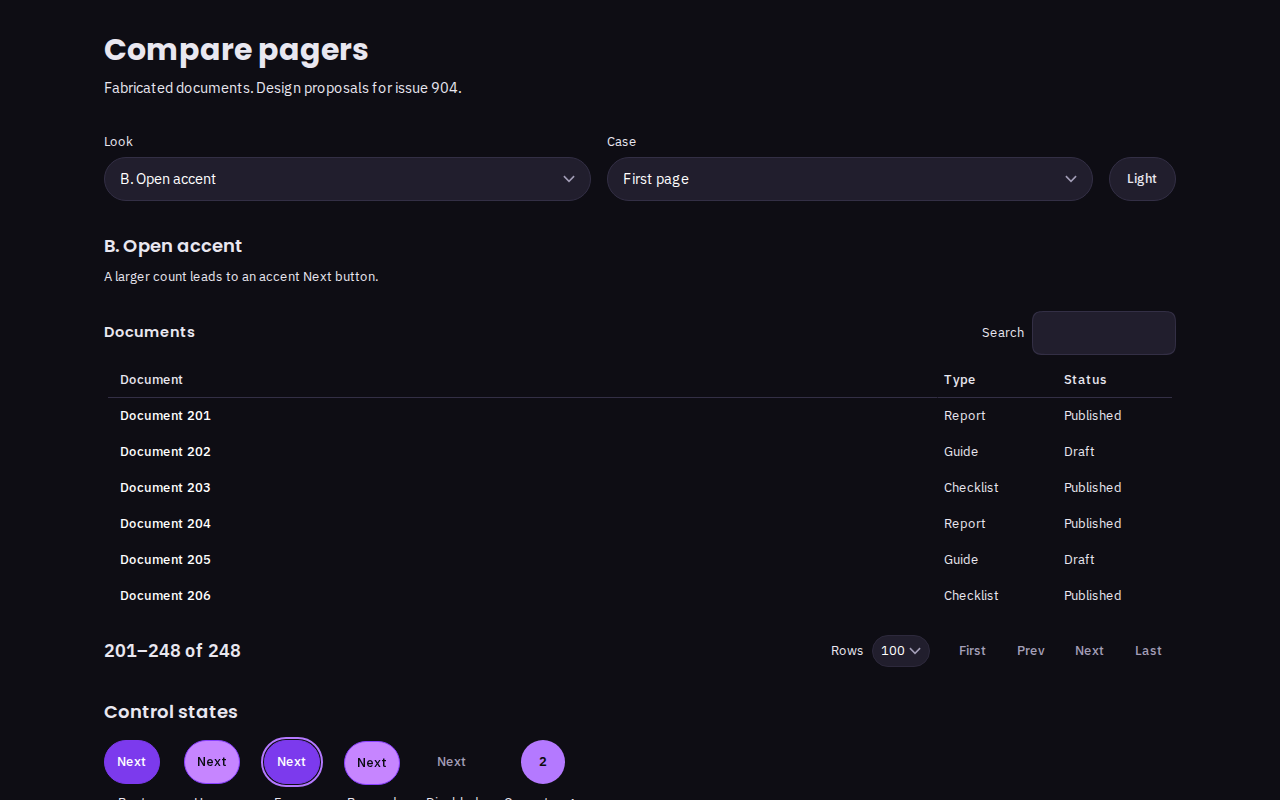 Compare pagers
Fabricated documents. Design proposals for issue 904.
Look
Case
B. Open accent
First page
Light
B. Open accent
A larger count leads to an accent Next button.
Documents
Search
Document Type Status
Document 201 Report Published
Document 202 Guide Draft
Document 203 Checklist Published
Document 204 Report Published
Document 205 Guide Draft
Document 206 Checklist Published
201–248 of 248
Rows 100 First Prev Next Last
Control states
Next Next Next Next Next 2